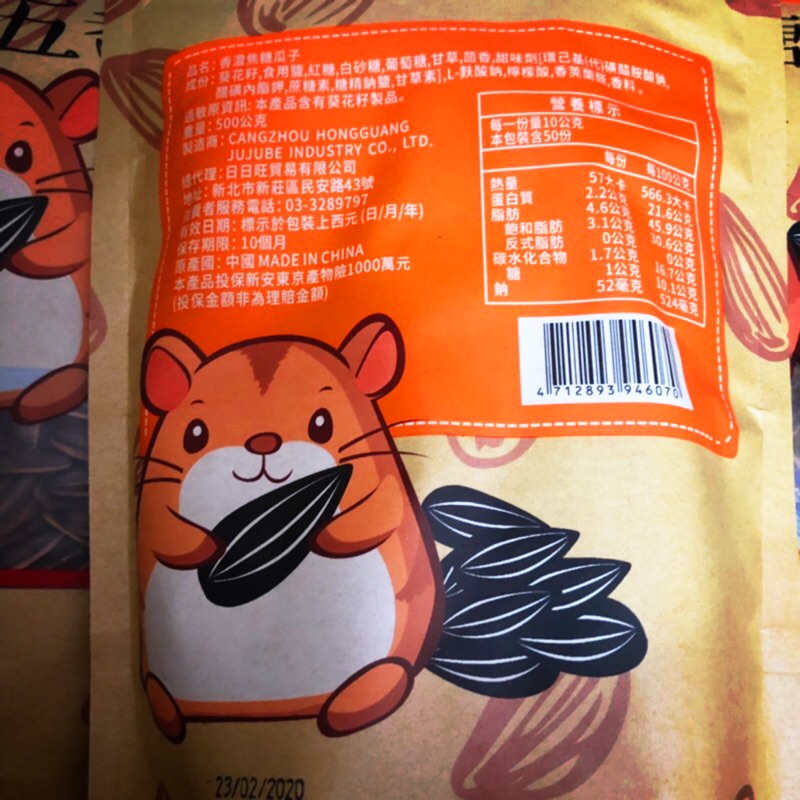 品名：香濃焦糖瓜子
成份：葵花籽,食用鹽,紅糖,白砂糖,葡萄糖,甘草,茴香,甜味劑[環己基(代)磺醯胺酸鈉,
醋磺內酯鉀,蔗糖素,糖精鈉鹽,甘草素],L-麩酸鈉,檸檬酸,香莢蘭醛,香料。
過敏原資訊：本產品含有葵花籽製品。
重量：500公克
製造商：CANGZHOU HONGGUANG
JUJUBE INDUSTRY CO., LTD.
總代理：日日旺貿易有限公司
地址：新北市新莊區民安路43號
消費者服務電話：03-3289797
有效日期：標示於包裝上西元(日/月/年)
保存期限：10個月
原產國：中國 MADE IN CHINA
本產品投保新安東京產物險1000萬元
(投保金額非為理賠金額)
營養標示
每一份量10公克
本包裝含50份
每份 每100公克
熱量 57大卡 566.3大卡
蛋白質 2.2公克 21.6公克
脂肪 4.6公克 45.9公克
飽和脂肪 3.1公克 30.6公克
反式脂肪 0公克 0公克
碳水化合物 1.7公克 16.7公克
糖 1公克 10.1公克
鈉 52毫克 524毫克
4 712893 946070
23/02/2020